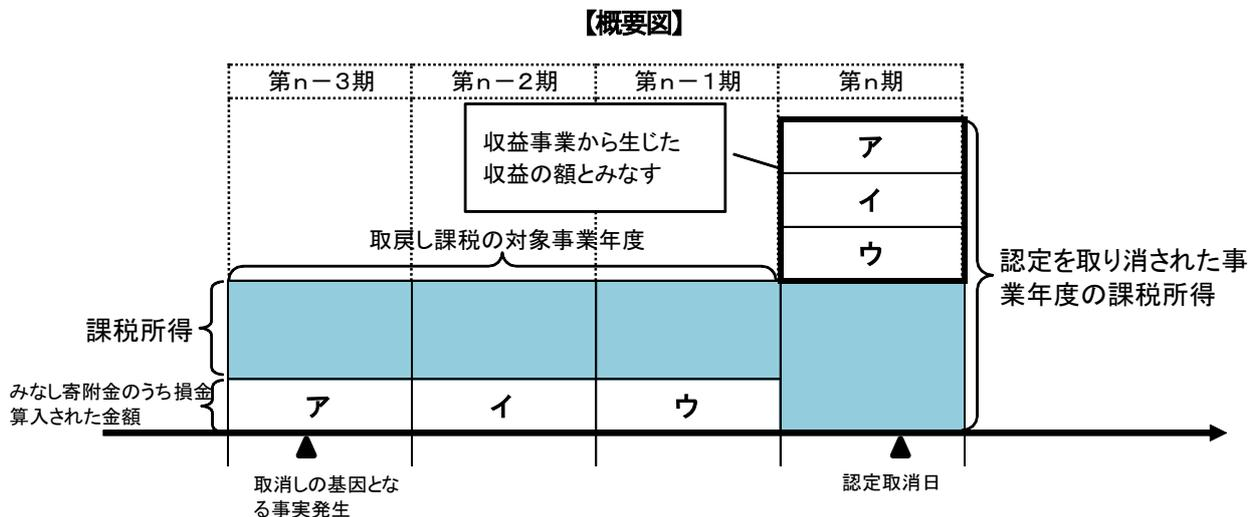 【概要図】
第n－3期 第n－2期 第n－1期 第n期
収益事業から生じた
収益の額とみなす
ア
イ
ウ
取戻し課税の対象事業年度
認定を取り消された事
業年度の課税所得
課税所得
みなし寄附金のうち損金
算入された金額
ア イ ウ
取消しの基因とな
る事実発生
認定取消日